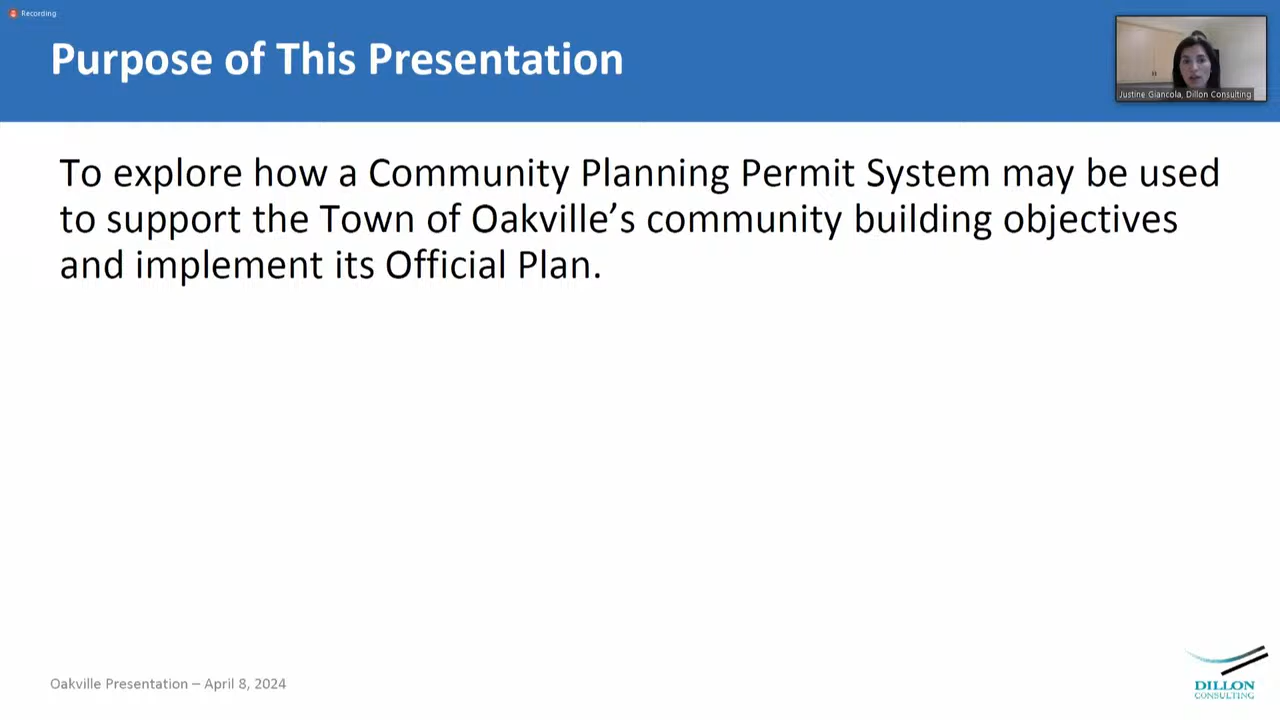 Recording
Purpose of This Presentation
Justine Giancola, Dillon Consulting
To explore how a Community Planning Permit System may be used
to support the Town of Oakville’s community building objectives
and implement its Official Plan.
Oakville Presentation – April 8, 2024
DILLON
CONSULTING